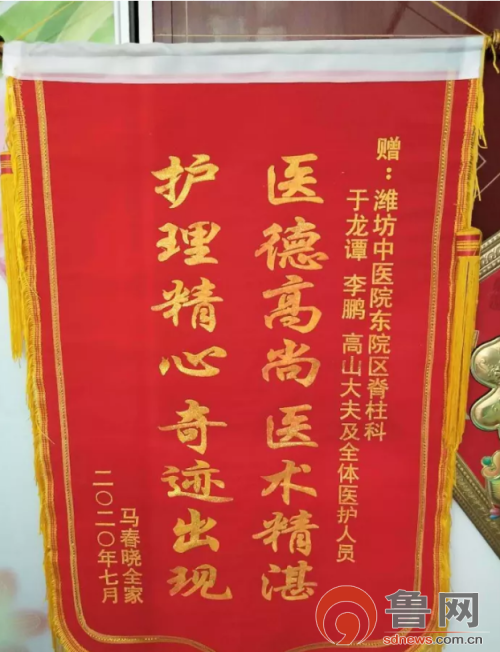 赠：潍坊中医院东院区脊柱科
于龙谭 李鹏 高山大夫及全体医护人员
医德高尚医术精湛
护理精心奇迹出现
马春晓全家
二〇二〇年七月
鲁网
sdnews.com.cn